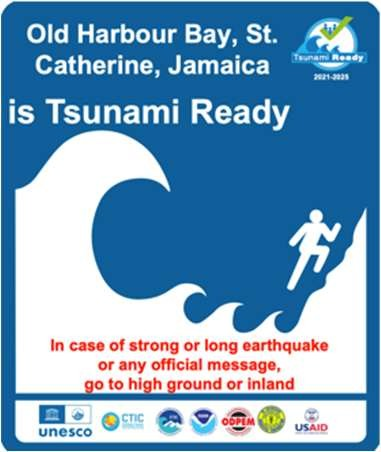 Old Harbour Bay, St.
Catherine, Jamaica
Tsunami Ready
2021-2025
is Tsunami Ready
In case of strong or long earthquake
or any official message,
go to high ground or inland
unesco
CTIC
ODPEM
USAID